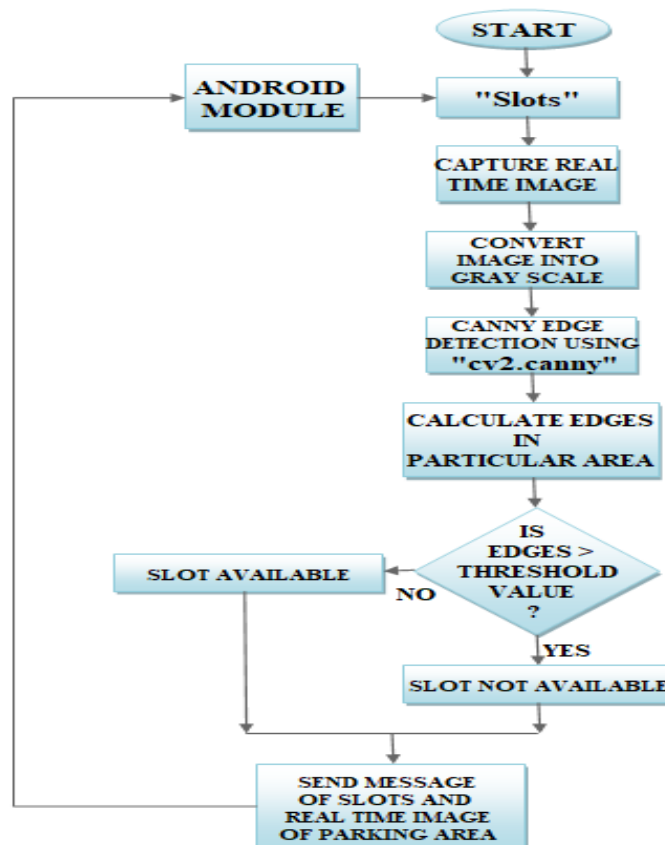 START
ANDROID
MODULE
"Slots"
CAPTURE REAL
TIME IMAGE
CONVERT
IMAGE INTO
GRAY SCALE
CANNY EDGE
DETECTION USING
"cv2.canny"
CALCULATE EDGES
IN
PARTICULAR AREA
IS
EDGES >
THRESHOLD
VALUE
?
NO
SLOT AVAILABLE
YES
SLOT NOT AVAILABLE
SEND MESSAGE
OF SLOTS AND
REAL TIME IMAGE
OF PARKING AREA